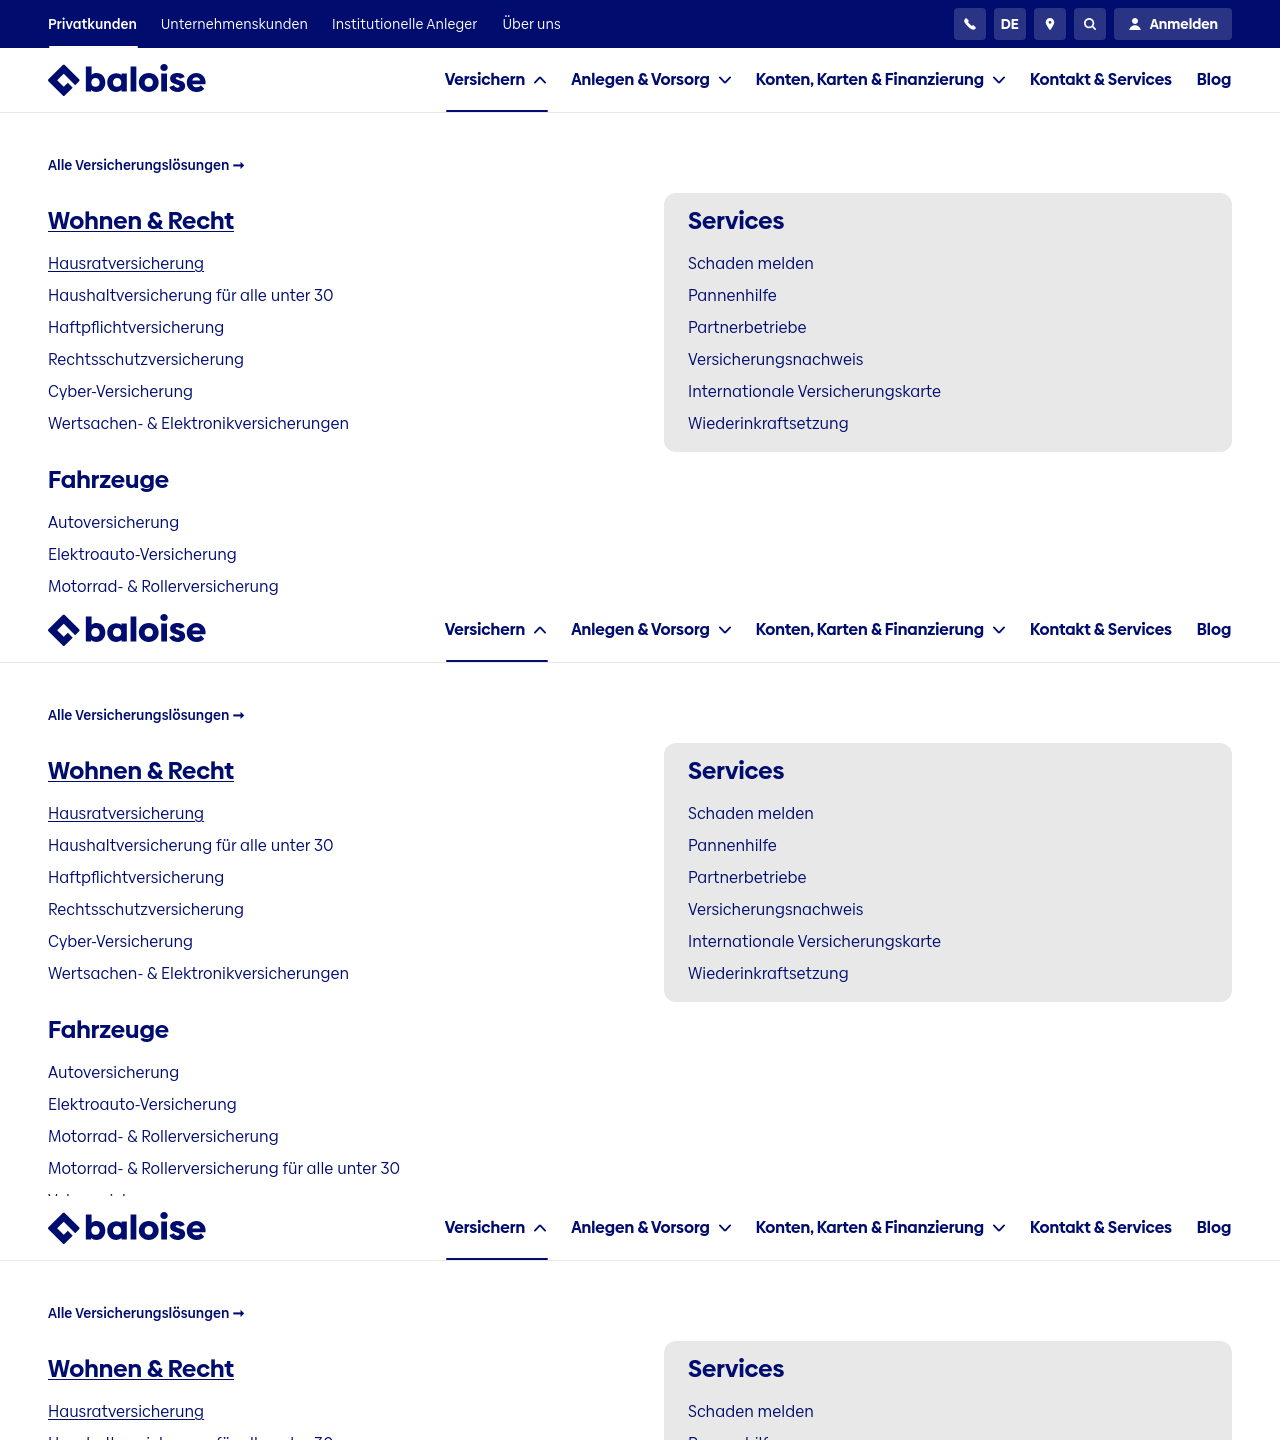 Privatkunden Unternehmenskunden Institutionelle Anleger Über uns DE Anmelden
baloise Versichern Anlegen & Vorsorg Konten, Karten & Finanzierung Kontakt & Services Blog
Alle Versicherungslösungen →
Wohnen & Recht
Hausratversicherung
Haushaltversicherung für alle unter 30
Haftpflichtversicherung
Rechtsschutzversicherung
Cyber-Versicherung
Wertsachen- & Elektronikversicherungen
Services
Schaden melden
Pannenhilfe
Partnerbetriebe
Versicherungsnachweis
Internationale Versicherungskarte
Wiederinkraftsetzung
Fahrzeuge
Autoversicherung
Elektroauto-Versicherung
Motorrad- & Rollerversicherung
baloise Versichern Anlegen & Vorsorg Konten, Karten & Finanzierung Kontakt & Services Blog
Alle Versicherungslösungen →
Wohnen & Recht
Hausratversicherung
Haushaltversicherung für alle unter 30
Haftpflichtversicherung
Rechtsschutzversicherung
Cyber-Versicherung
Wertsachen- & Elektronikversicherungen
Services
Schaden melden
Pannenhilfe
Partnerbetriebe
Versicherungsnachweis
Internationale Versicherungskarte
Wiederinkraftsetzung
Fahrzeuge
Autoversicherung
Elektroauto-Versicherung
Motorrad- & Rollerversicherung
Motorrad- & Rollerversicherung für alle unter 30
baloise Versichern Anlegen & Vorsorg Konten, Karten & Finanzierung Kontakt & Services Blog
Alle Versicherungslösungen →
Wohnen & Recht
Hausratversicherung
Services
Schaden melden